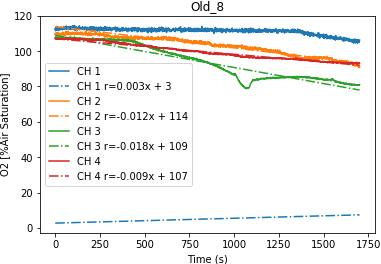 Old_8
120
100
80
60
40
20
0
O2 [%Air Saturation]
CH 1
CH 1 r=0.003x + 3
CH 2
CH 2 r=-0.012x + 114
CH 3
CH 3 r=-0.018x + 109
CH 4
CH 4 r=-0.009x + 107
0 250 500 750 1000 1250 1500 1750
Time (s)